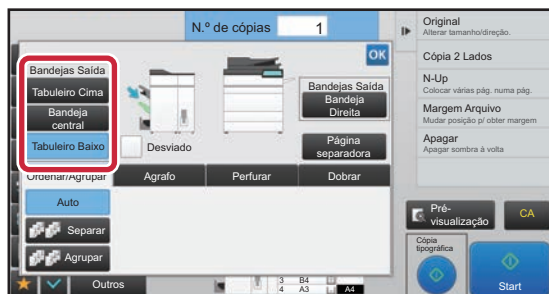 N.º de cópias
1
OK
Bandejas Saída
Tabuleiro Cima
Bandeja
central
Tabuleiro Baixo
Desviado
Bandejas Saída
Bandeja
Direita
Página
separadora
Ordenar/Agrupar
Agrafo
Perfurar
Dobrar
Auto
Separar
Agrupar
Outros
3 B4
4 A3
A4
Original
Alterar tamanho/direção.
Cópia 2 Lados
N-Up
Colocar várias pág. numa pág.
Margem Arquivo
Mudar posição p/ obter margem
Apagar
Apagar sombra à volta
Pré-
visualização
CA
Cópia
tipográfica
Start